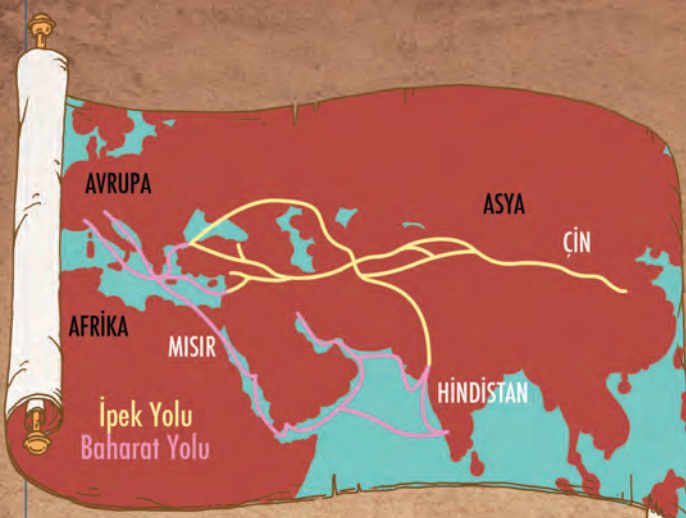 AVRUPA
ASYA
ÇİN
AFRİKA
MISIR
HİNDİSTAN
İpek Yolu
Baharat Yolu